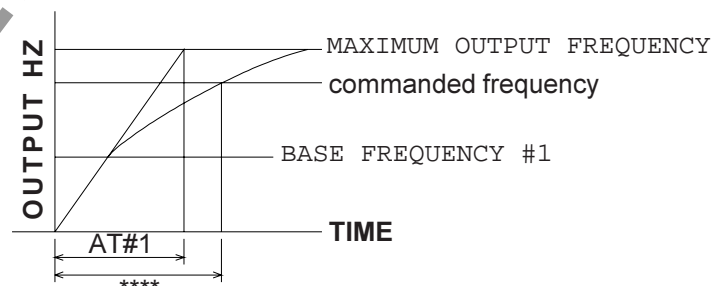 OUTPUT HZ
MAXIMUM OUTPUT FREQUENCY
commanded frequency
BASE FREQUENCY #1
TIME
AT#1
****